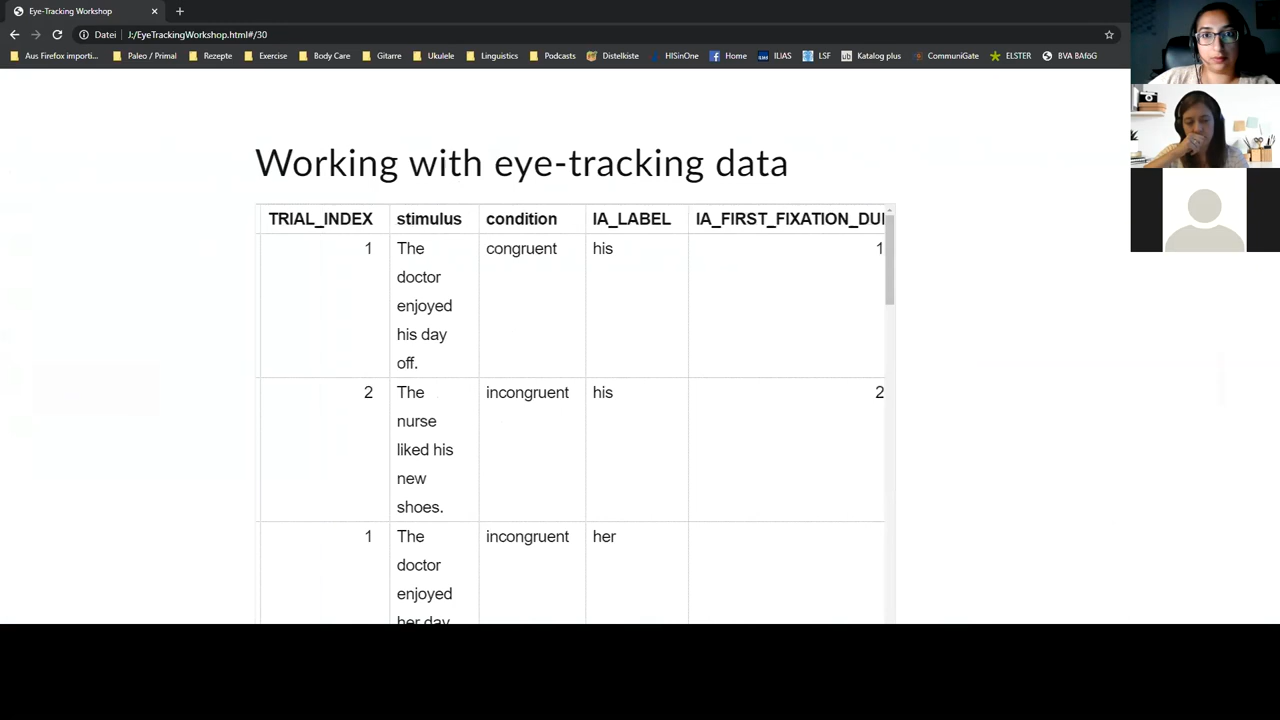 Eye-Tracking Workshop
Datei J:/EyeTrackingWorkshop.html#/30
Aus Firefox importi... Paleo / Primal Rezepte Exercise Body Care Gitarre Ukulele Linguistics Podcasts Distelkiste HISinOne Home ILIAS LSF Katalog plus CommuniGate ELSTER BVA BAföG
Working with eye-tracking data
TRIAL_INDEX stimulus condition IA_LABEL IA_FIRST_FIXATION_DUI
1 The congruent his 1
doctor
enjoyed
his day
off.
2 The incongruent his 2
nurse
liked his
new
shoes.
1 The incongruent her
doctor
enjoyed
her day